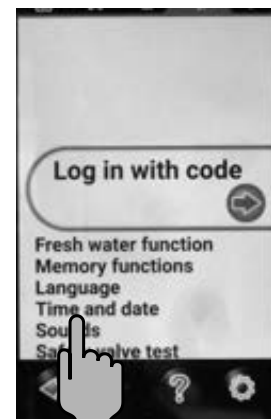 Log in with code
Fresh water function
Memory functions
Language
Time and date
valve test
?